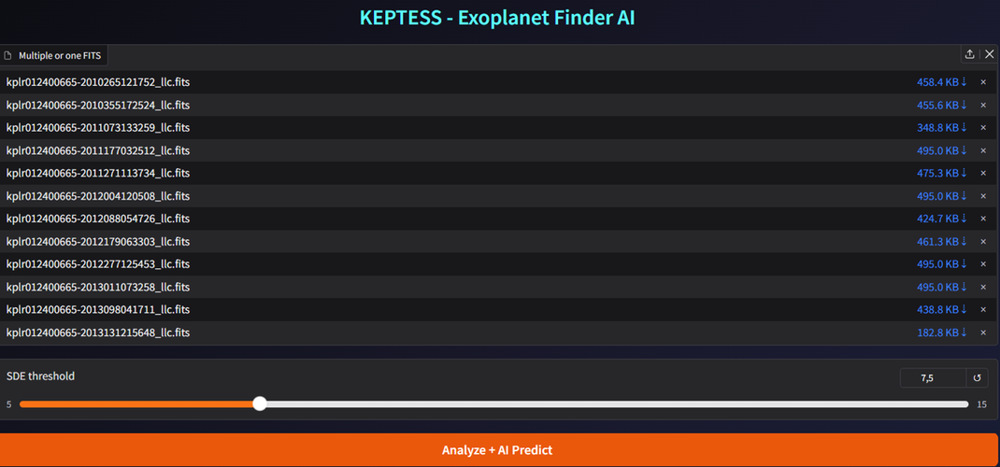 KEPTESS - Exoplanet Finder AI
Multiple or one FITS
kplr012400665-2010265121752_llc.fits 458.4 KB↓ ×
kplr012400665-2010355172524_llc.fits 455.6 KB↓ ×
kplr012400665-2011073133259_llc.fits 348.8 KB↓ ×
kplr012400665-2011177032512_llc.fits 495.0 KB↓ ×
kplr012400665-2011271113734_llc.fits 475.3 KB↓ ×
kplr012400665-2012004120508_llc.fits 495.0 KB↓ ×
kplr012400665-2012088054726_llc.fits 424.7 KB↓ ×
kplr012400665-2012179063303_llc.fits 461.3 KB↓ ×
kplr012400665-2012277125453_llc.fits 495.0 KB↓ ×
kplr012400665-2013011073258_llc.fits 495.0 KB↓ ×
kplr012400665-2013098041711_llc.fits 438.8 KB↓ ×
kplr012400665-2013131215648_llc.fits 182.8 KB↓ ×
SDE threshold 7,5 ↺
5 15
Analyze + AI Predict